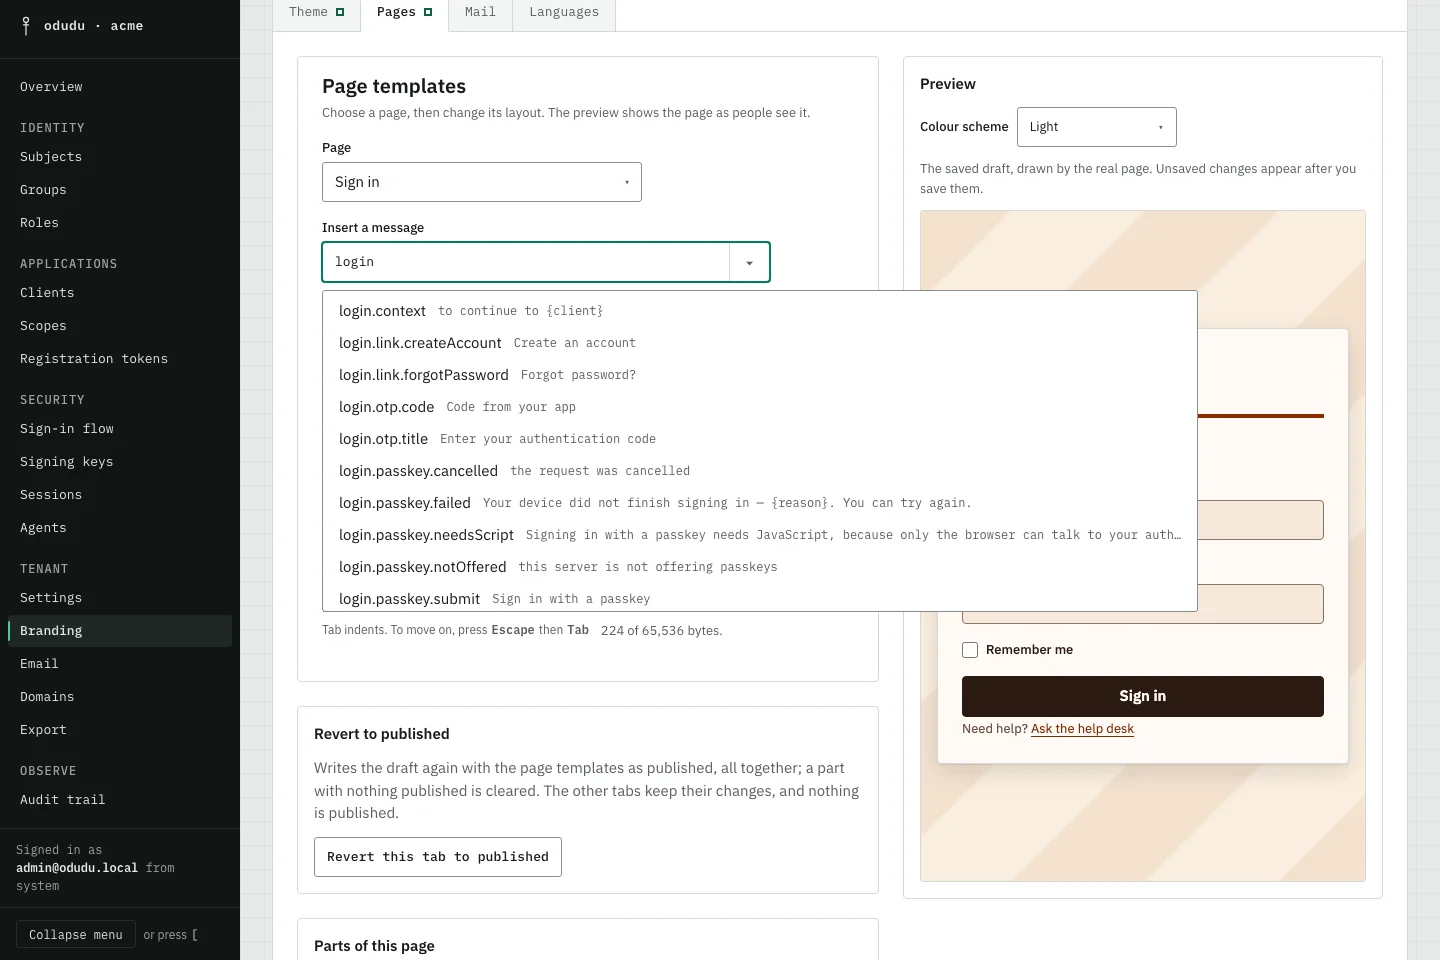 odudu · acme
Overview
IDENTITY
Subjects
Groups
Roles
APPLICATIONS
Clients
Scopes
Registration tokens
SECURITY
Sign-in flow
Signing keys
Sessions
Agents
TENANT
Settings
Branding
Email
Domains
Export
OBSERVE
Audit trail
Signed in as
admin@odudu.local from
system
Collapse menu or press [
Theme Pages Mail Languages
Page templates
Choose a page, then change its layout. The preview shows the page as people see it.
Page
Sign in
Insert a message
login
login.context to continue to {client}
login.link.createAccount Create an account
login.link.forgotPassword Forgot password?
login.otp.code Code from your app
login.otp.title Enter your authentication code
login.passkey.cancelled the request was cancelled
login.passkey.failed Your device did not finish signing in — {reason}. You can try again.
login.passkey.needsScript Signing in with a passkey needs JavaScript, because only the browser can talk to your auth…
login.passkey.notOffered this server is not offering passkeys
login.passkey.submit Sign in with a passkey
Tab indents. To move on, press Escape then Tab 224 of 65,536 bytes.
Revert to published
Writes the draft again with the page templates as published, all together; a part
with nothing published is cleared. The other tabs keep their changes, and nothing
is published.
Revert this tab to published
Parts of this page
Preview
Colour scheme Light
The saved draft, drawn by the real page. Unsaved changes appear after you
save them.
Remember me
Sign in
Need help? Ask the help desk